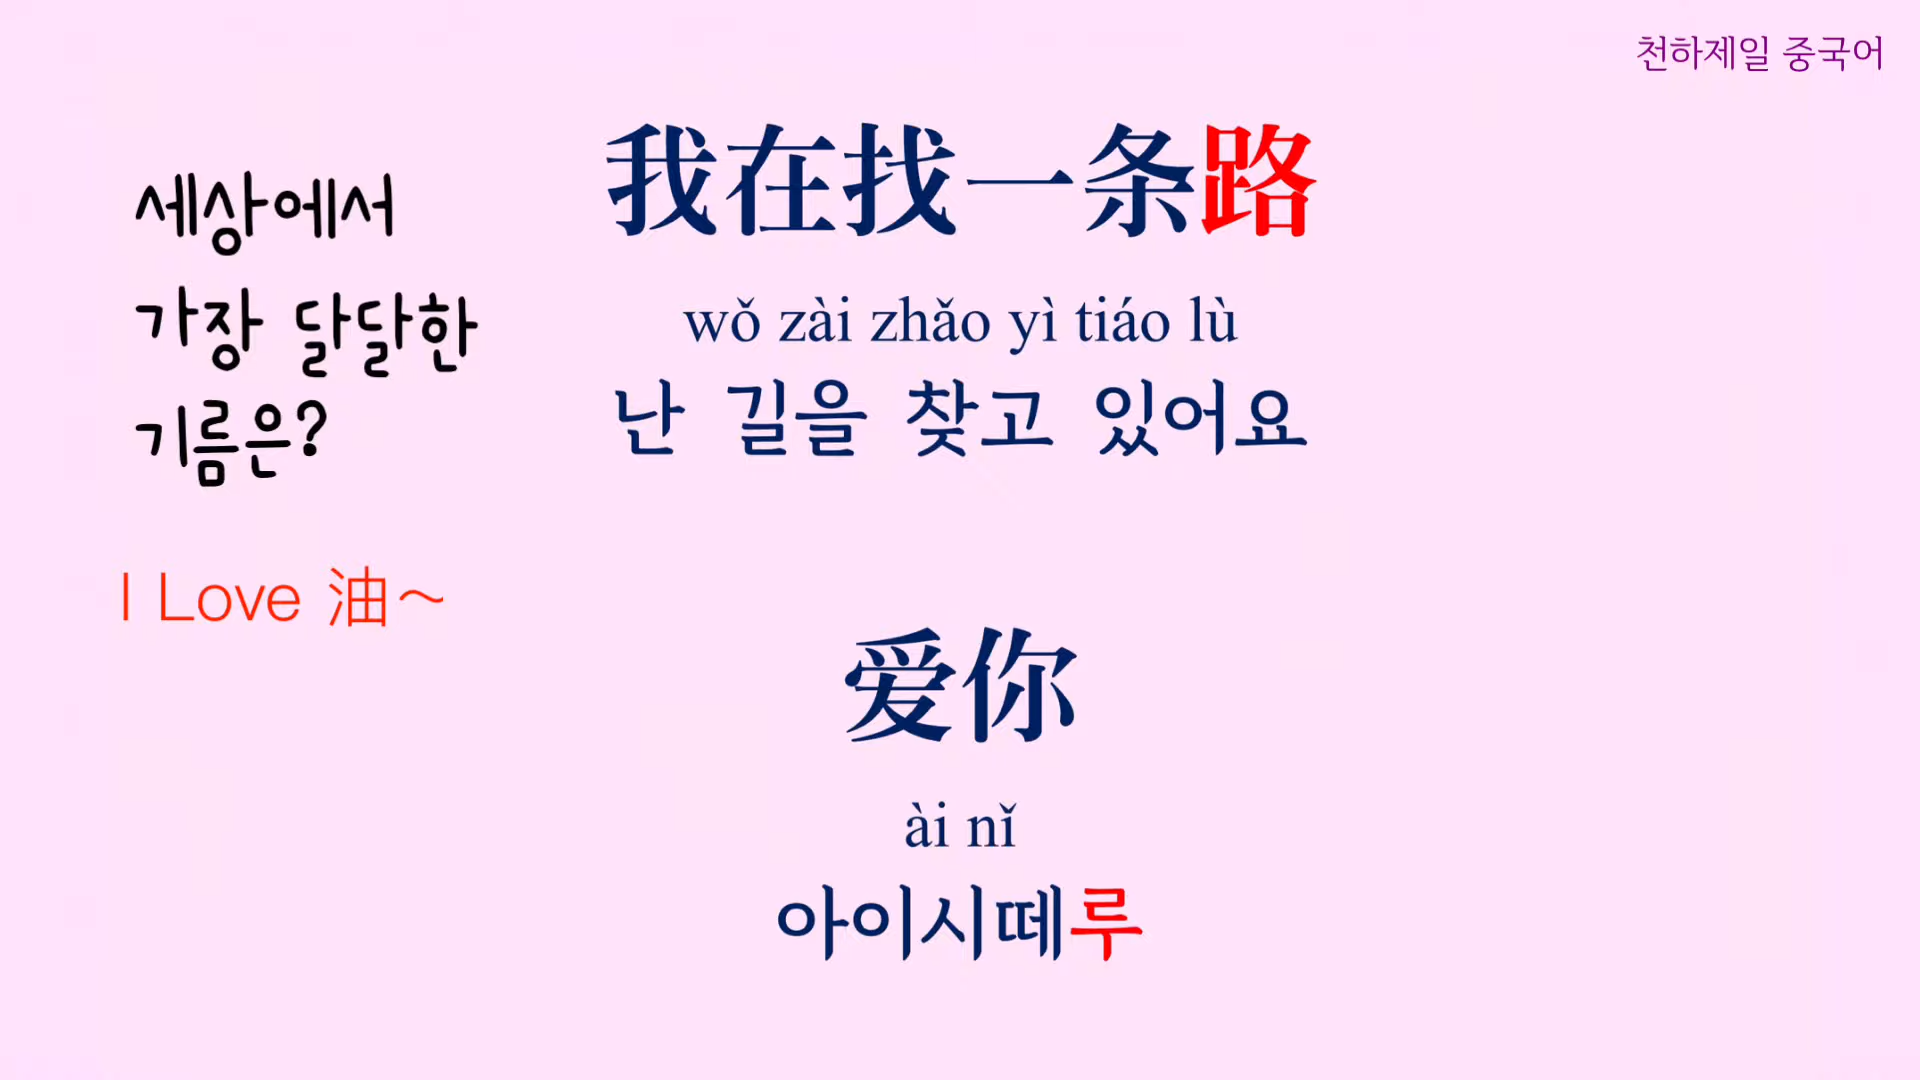 천하제일 중국어
세상에서
가장 달달한
기름은?
I Love 油~
我在找一条路
wǒ zài zhǎo yì tiáo lù
난 길을 찾고 있어요
爱你
ài nǐ
아이시떼루